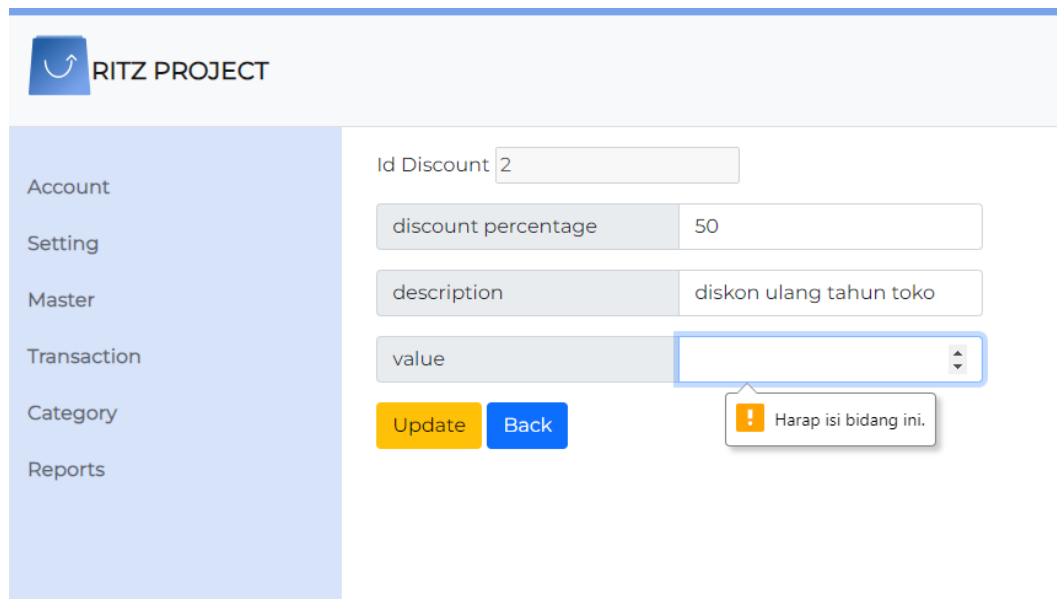 RITZ PROJECT
Account
Setting
Master
Transaction
Category
Reports
Id Discount 2
discount percentage 50
description diskon ulang tahun toko
value
Harap isi bidang ini.
Update Back